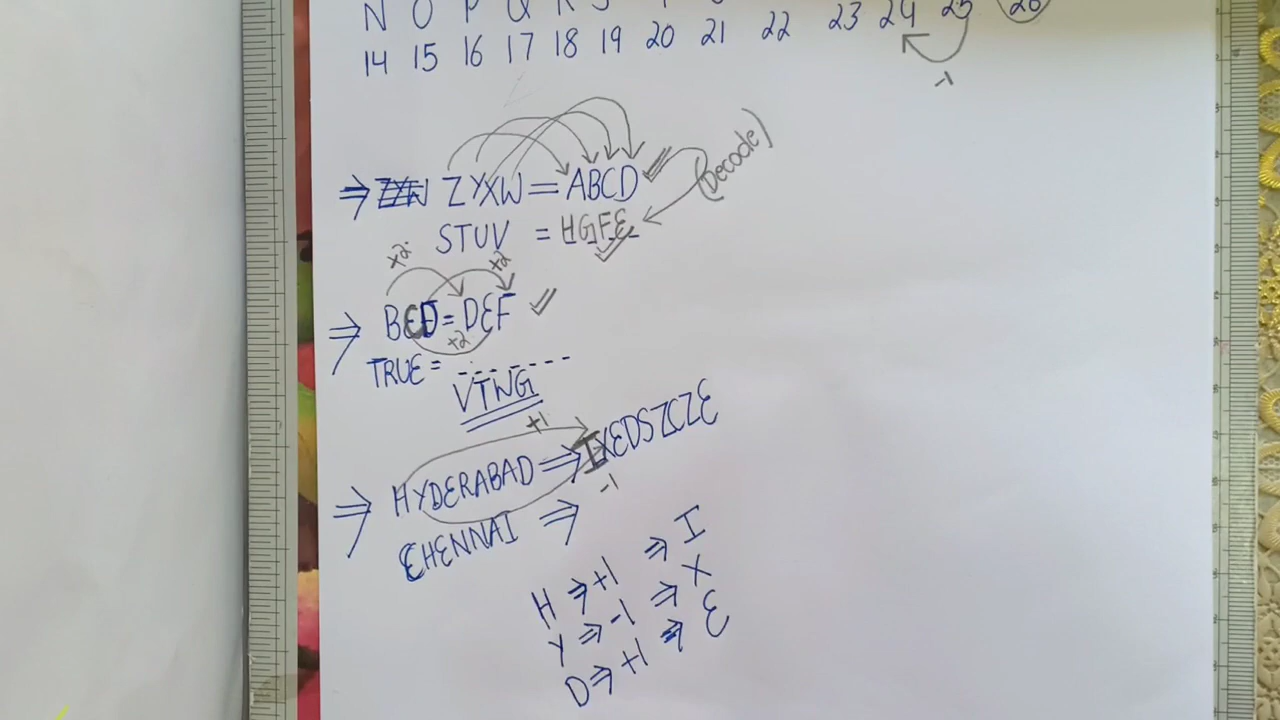 N O P Q R S
14 15 16 17 18 19 20 21 22 23 24 25 26
-1
⇒ ZYXW = ABCD (Decode)
STUV = HGFE
+2 +2
⇒ BCD = DEF
+2
TRUE = -------
VTWG
+1
⇒ HYDERABAD ⇒ IXEDSZCZE
-1
CHENNAI ⇒
H ⇒ +1 ⇒ I
Y ⇒ -1 ⇒ X
D ⇒ +1 ⇒ E